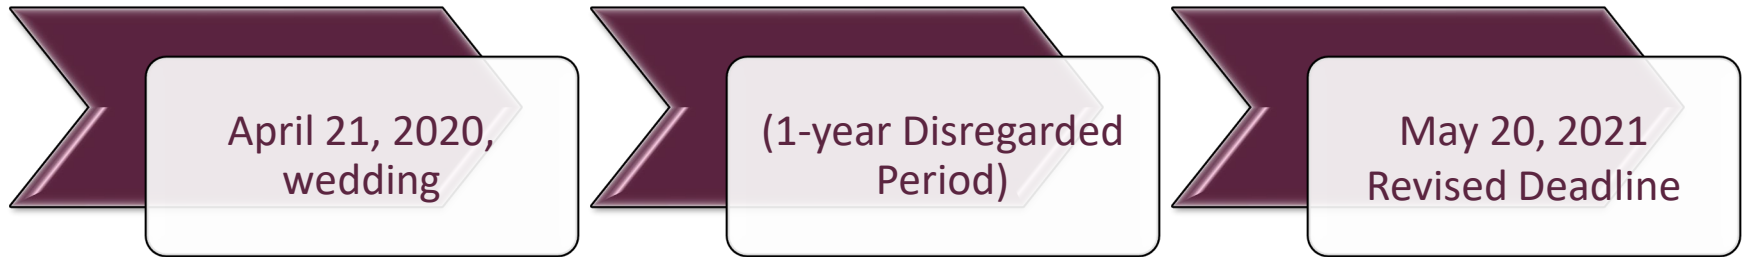 April 21, 2020,
wedding
(1-year Disregarded
Period)
May 20, 2021
Revised Deadline